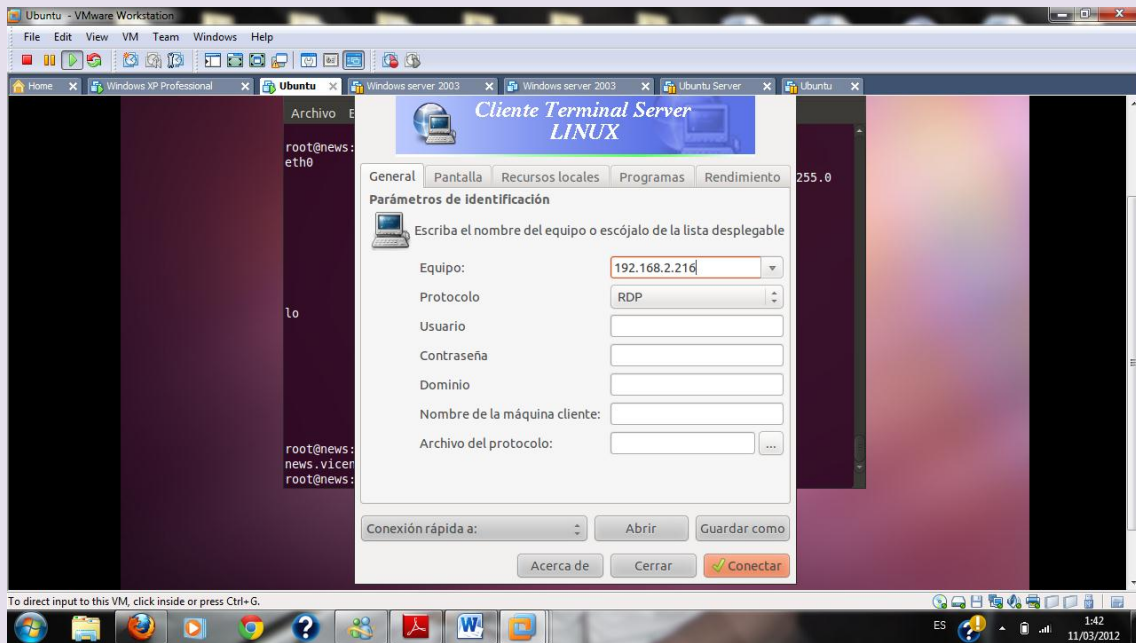 Ubuntu - VMware Workstation
File Edit View VM Team Windows Help
Home Windows XP Professional Ubuntu Windows server 2003 Windows server 2003 Ubuntu Server Ubuntu
Archivo E
Cliente Terminal Server
LINUX
root@news:
eth0
255.0
General Pantalla Recursos locales Programas Rendimiento
Parámetros de identificación
Escriba el nombre del equipo o escójalo de la lista desplegable
Equipo: 192.168.2.216
Protocolo RDP
lo
Usuario
Contraseña
Dominio
Nombre de la máquina cliente:
Archivo del protocolo: ...
root@news:
news.vicen
root@news:
Conexión rápida a: Abrir Guardar como
Acerca de Cerrar Conectar
To direct input to this VM, click inside or press Ctrl+G.
ES 1:42
11/03/2012